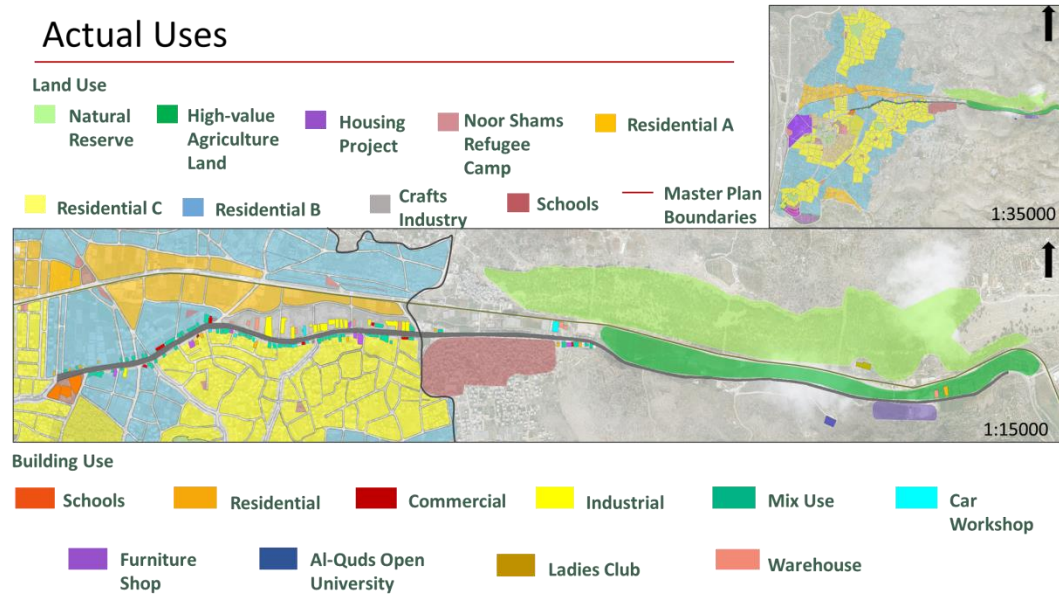 Actual Uses
Land Use
Natural
Reserve
High-value
Agriculture
Land
Housing
Project
Noor Shams
Refugee
Camp
Residential A
Residential C
Residential B
Crafts
Industry
Schools
Master Plan
Boundaries
1:35000
1:15000
Building Use
Schools
Residential
Commercial
Industrial
Mix Use
Car
Workshop
Furniture
Shop
Al-Quds Open
University
Ladies Club
Warehouse